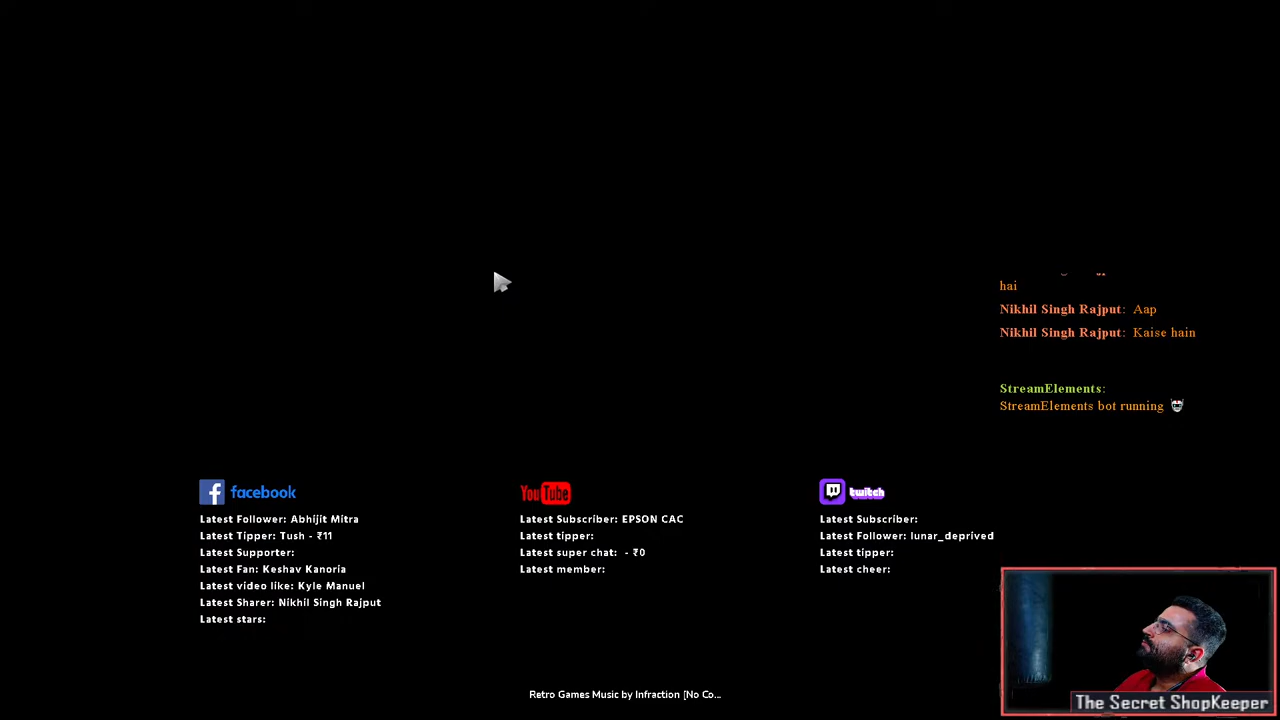 hai
Nikhil Singh Rajput: Aap
Nikhil Singh Rajput: Kaise hain
StreamElements:
StreamElements bot running
facebook
Latest Follower: Abhijit Mitra
Latest Tipper: Tush - ₹11
Latest Supporter:
Latest Fan: Keshav Kanoria
Latest video like: Kyle Manuel
Latest Sharer: Nikhil Singh Rajput
Latest stars:
YouTube
Latest Subscriber: EPSON CAC
Latest tipper:
Latest super chat:  - ₹0
Latest member:
twitch
Latest Subscriber:
Latest Follower: lunar_deprived
Latest tipper:
Latest cheer:
The Secret ShopKeeper
Retro Games Music by Infraction [No Co...